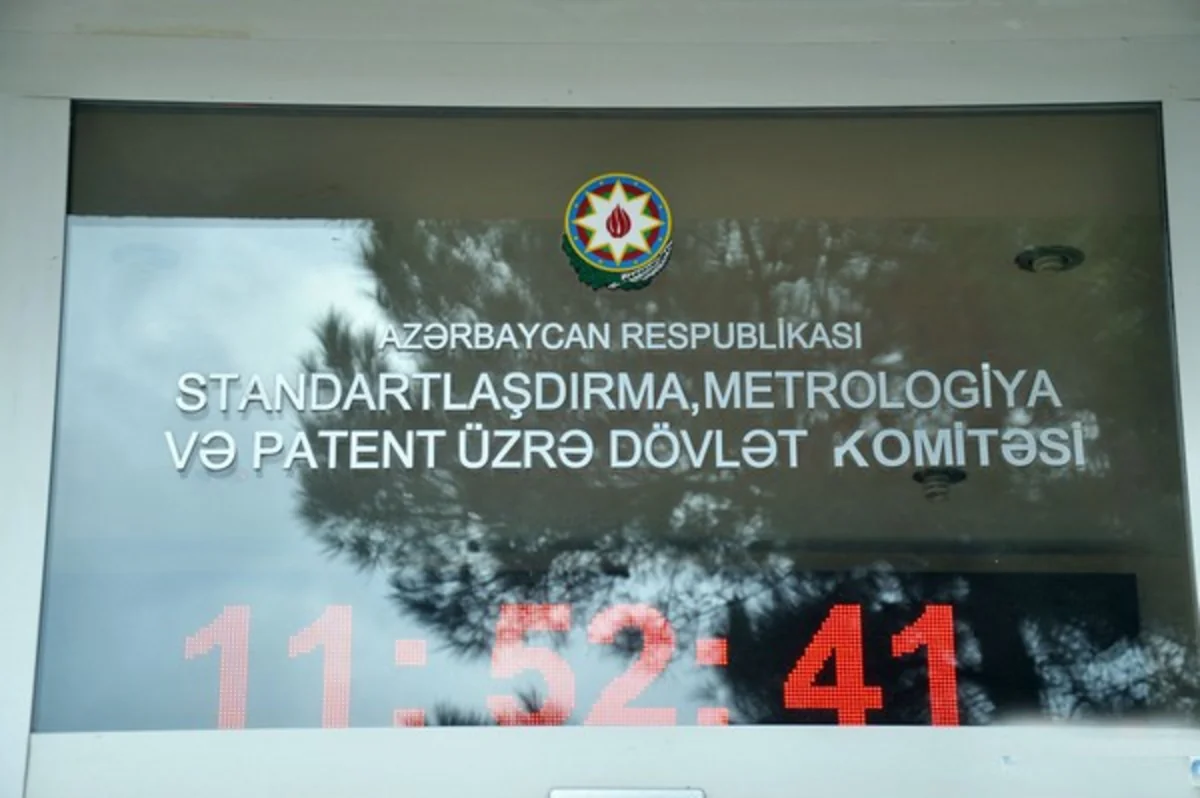 AZƏRBAYCAN RESPUBLİKASI
STANDARTLAŞDIRMA,METROLOGİYA
VƏ PATENT ÜZRƏ DÖVLƏT KOMİTƏSİ
11:52:41